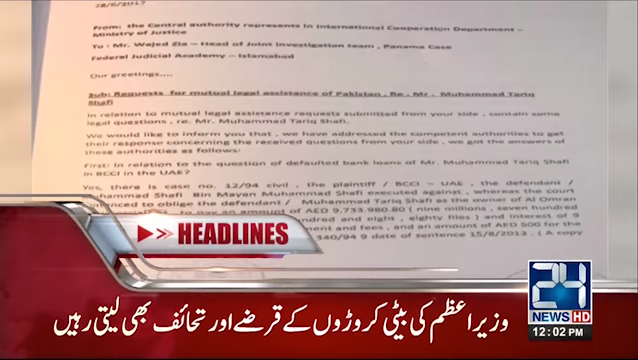 28/6/2017
From: the Central authority represents in International Cooperation Department –
Ministry of Justice
To : Mr. Wajed Zia – Head of Joint investigation team , Panama Case
Federal Judicial Academy – Islamabad
Our greetings....
Sub: Requests for mutual legal assistance of Pakistan , Re . Mr . Muhammad Tariq
Shafi
In relation to mutual legal assistance requests submitted from your side , contain some
legal questions , re. Mr. Muhammad Tariq Shafi.
We would like to inform you that , we have addressed the competent authorities to get
their response concerning the received questions from your side , we got the answers of
these authorities as follows:
First: In relation to the question of defaulted bank loans of Mr. Muhammad Tariq Shafi
in BCCI in the UAE?
Yes, there is case no. 12/94 civil , the plaintiff / BCCI – UAE , the defendant /
Muhammad Shafi Bin Mayan Muhammad Shafi executed against , whereas the court
to oblige the defendant / Muhammad Tariq Shafi as the owner of Al Omran
to pay an amount of AED 9.733.980.80 ( nine millions , seven hundred
hundred and eighty , eighty files ) and interest of 9
and fees , and an amount of AED 500 for the
340/94 9 date of sentence 15/8/2013 . ( A copy
HEADLINES
وزیراعظم کی بیٹی کروڑوں کے قرضے اور تحائف بھی لیتی رہیں
24
NEWS HD
12:02 PM